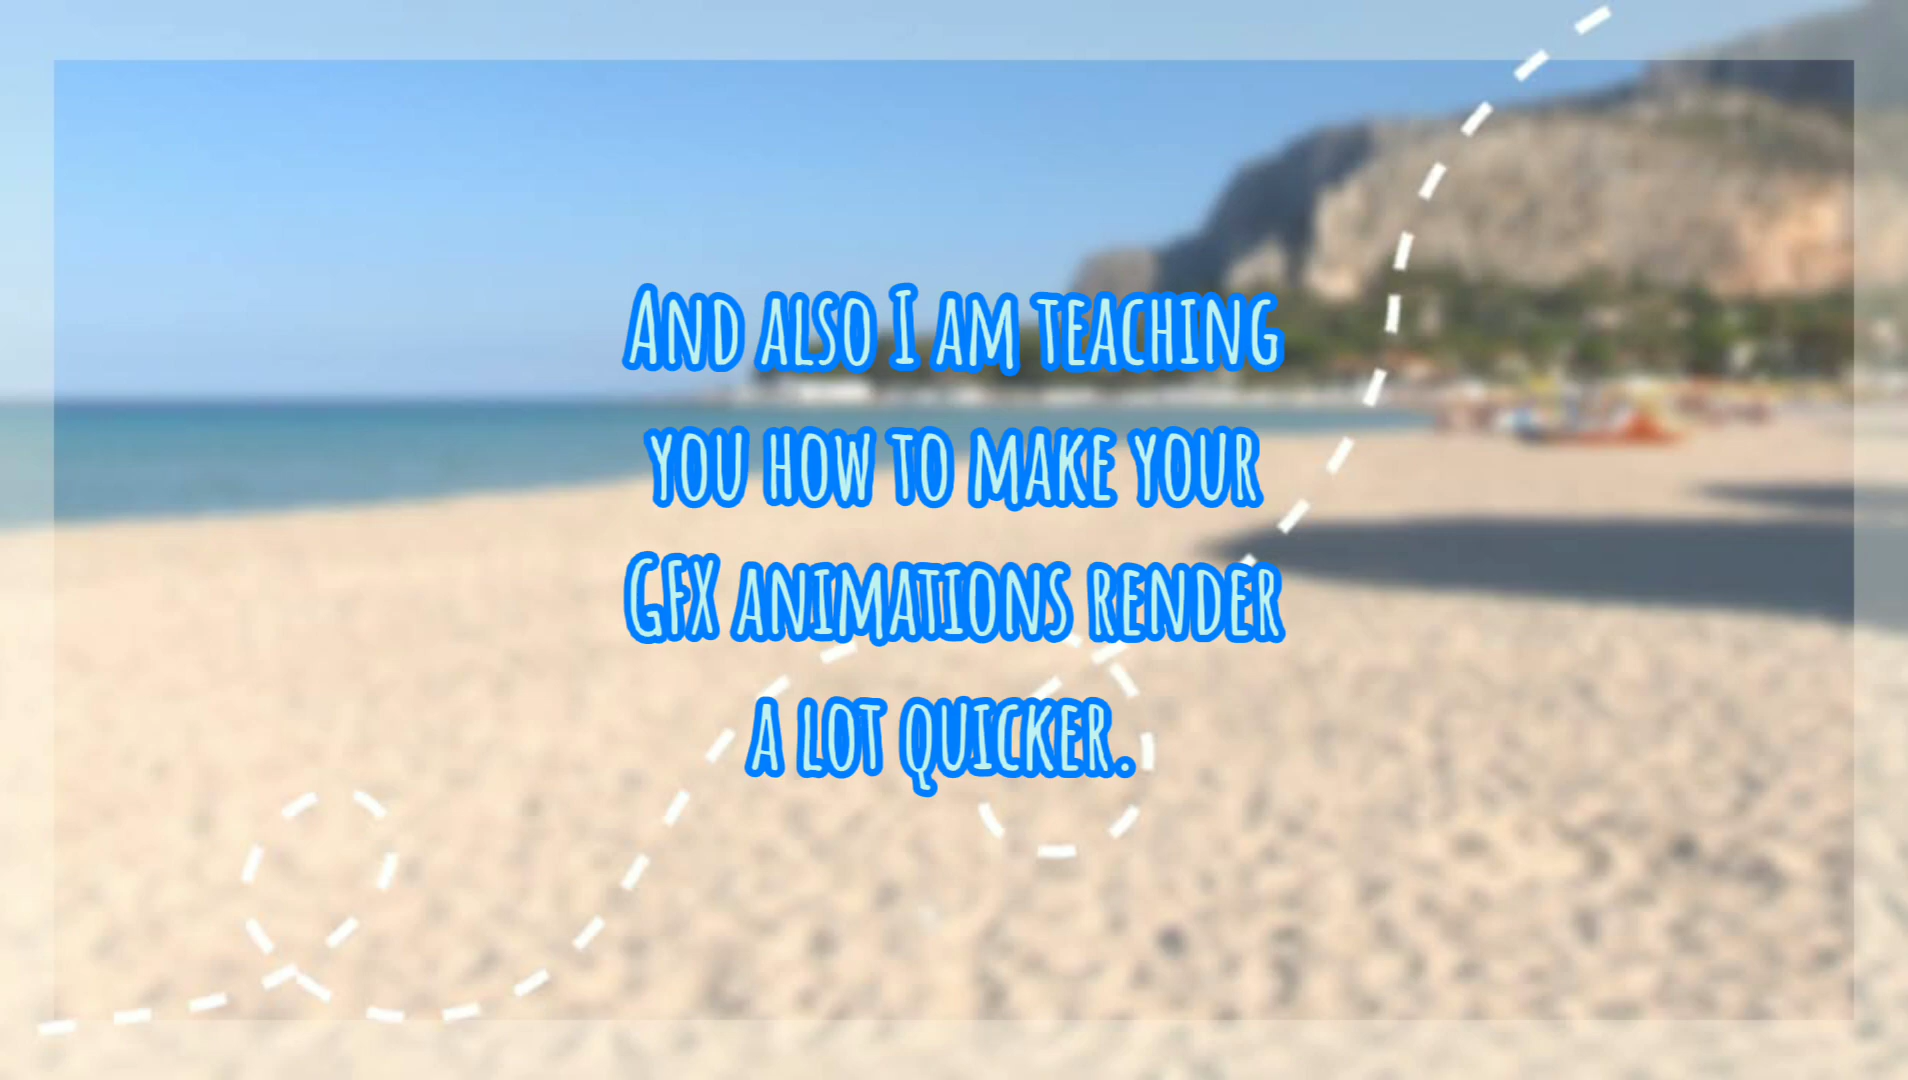 And also I am teaching
you how to make your
GFX animations render
a lot quicker.